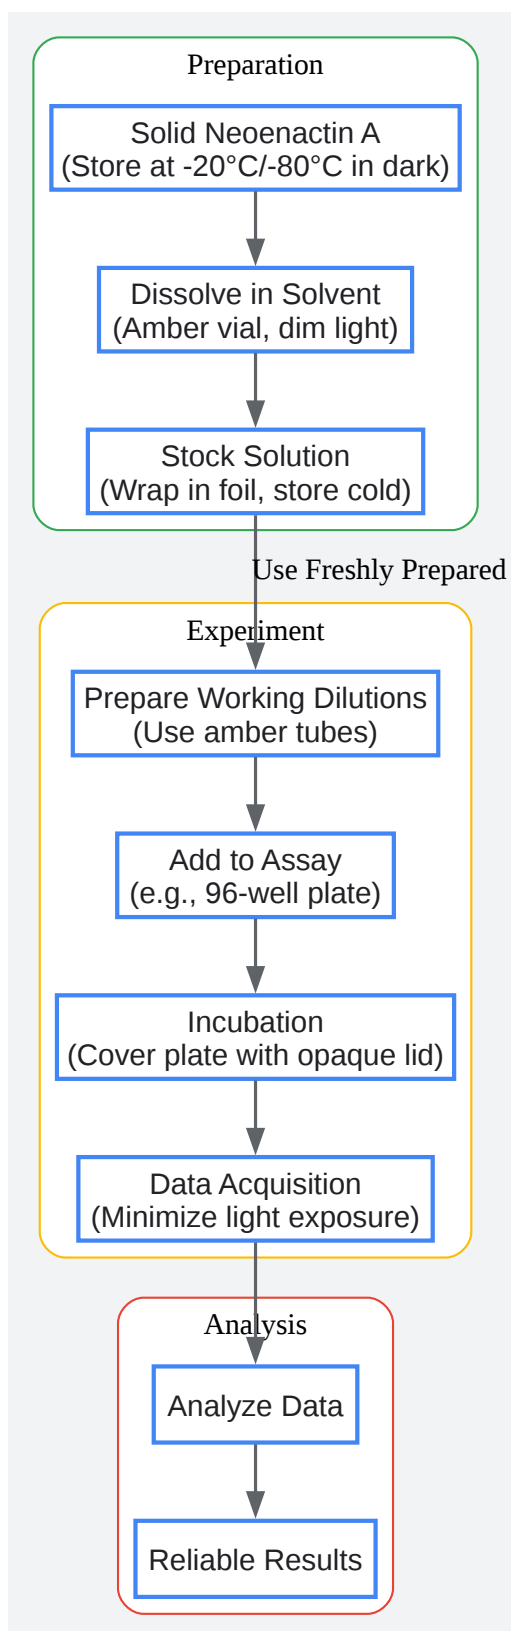 Preparation
Solid Neoenactin A
(Store at -20°C/-80°C in dark)
Dissolve in Solvent
(Amber vial, dim light)
Stock Solution
(Wrap in foil, store cold)
Use Freshly Prepared
Experiment
Prepare Working Dilutions
(Use amber tubes)
Add to Assay
(e.g., 96-well plate)
Incubation
(Cover plate with opaque lid)
Data Acquisition
(Minimize light exposure)
Analysis
Analyze Data
Reliable Results